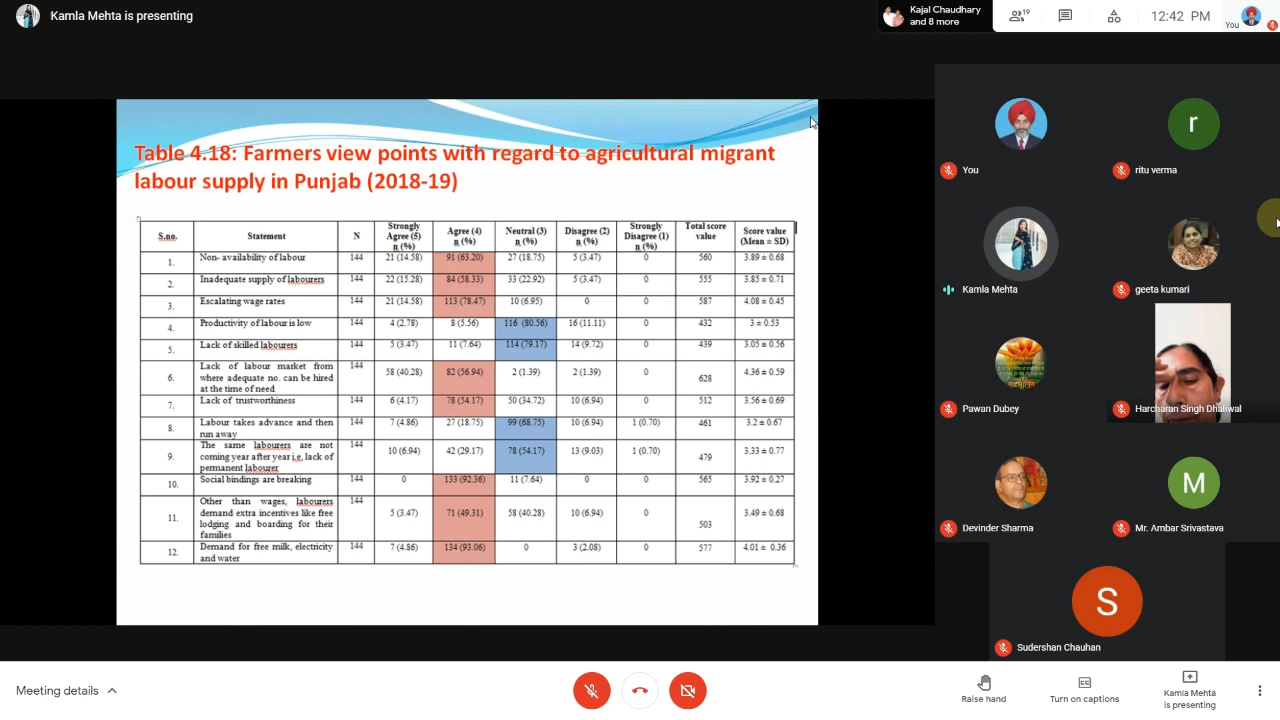 Kamla Mehta is presenting
Kajal Chaudhary
and 8 more
19
12:42 PM
You
Table 4.18: Farmers view points with regard to agricultural migrant
labour supply in Punjab (2018-19)
S.no. Statement N Strongly Agree (5) n (%) Agree (4) n (%) Neutral (3) n (%) Disagree (2) n (%) Strongly Disagree (1) n (%) Total score value Score value (Mean ± SD)
1. Non- availability of labour 144 21 (14.58) 91 (63.20) 27 (18.75) 5 (3.47) 0 560 3.89 ± 0.68
2. Inadequate supply of labourers 144 22 (15.28) 84 (58.33) 33 (22.92) 5 (3.47) 0 555 3.85 ± 0.71
3. Escalating wage rates 144 21 (14.58) 113 (78.47) 10 (6.95) 0 0 587 4.08 ± 0.45
4. Productivity of labour is low 144 4 (2.78) 8 (5.56) 116 (80.56) 16 (11.11) 0 432 3 ± 0.53
5. Lack of skilled labourers 144 5 (3.47) 11 (7.64) 114 (79.17) 14 (9.72) 0 439 3.05 ± 0.56
6. Lack of labour market from where adequate no. can be hired at the time of need 144 58 (40.28) 82 (56.94) 2 (1.39) 2 (1.39) 0 628 4.36 ± 0.59
7. Lack of trustworthiness 144 6 (4.17) 78 (54.17) 50 (34.72) 10 (6.94) 0 512 3.56 ± 0.69
8. Labour takes advance and then run away 144 7 (4.86) 27 (18.75) 99 (68.75) 10 (6.94) 1 (0.70) 461 3.2 ± 0.67
9. The same labourers are not coming year after year i.e, lack of permanent labourer 144 10 (6.94) 42 (29.17) 78 (54.17) 13 (9.03) 1 (0.70) 479 3.33 ± 0.77
10. Social bindings are breaking 144 0 133 (92.36) 11 (7.64) 0 0 565 3.92 ± 0.27
11. Other than wages, labourers demand extra incentives like free lodging and boarding for their families 144 5 (3.47) 71 (49.31) 58 (40.28) 10 (6.94) 0 503 3.49 ± 0.68
12. Demand for free milk, electricity and water 144 7 (4.86) 134 (93.06) 0 3 (2.08) 0 577 4.01 ± 0.36
You
r
ritu verma
Kamla Mehta
geeta kumari
Pawan Dubey
Harcharan Singh Dhaliwal
Devinder Sharma
M
Mr. Ambar Srivastava
S
Sudershan Chauhan
Meeting details
Raise hand
Turn on captions
Kamla Mehta
is presenting